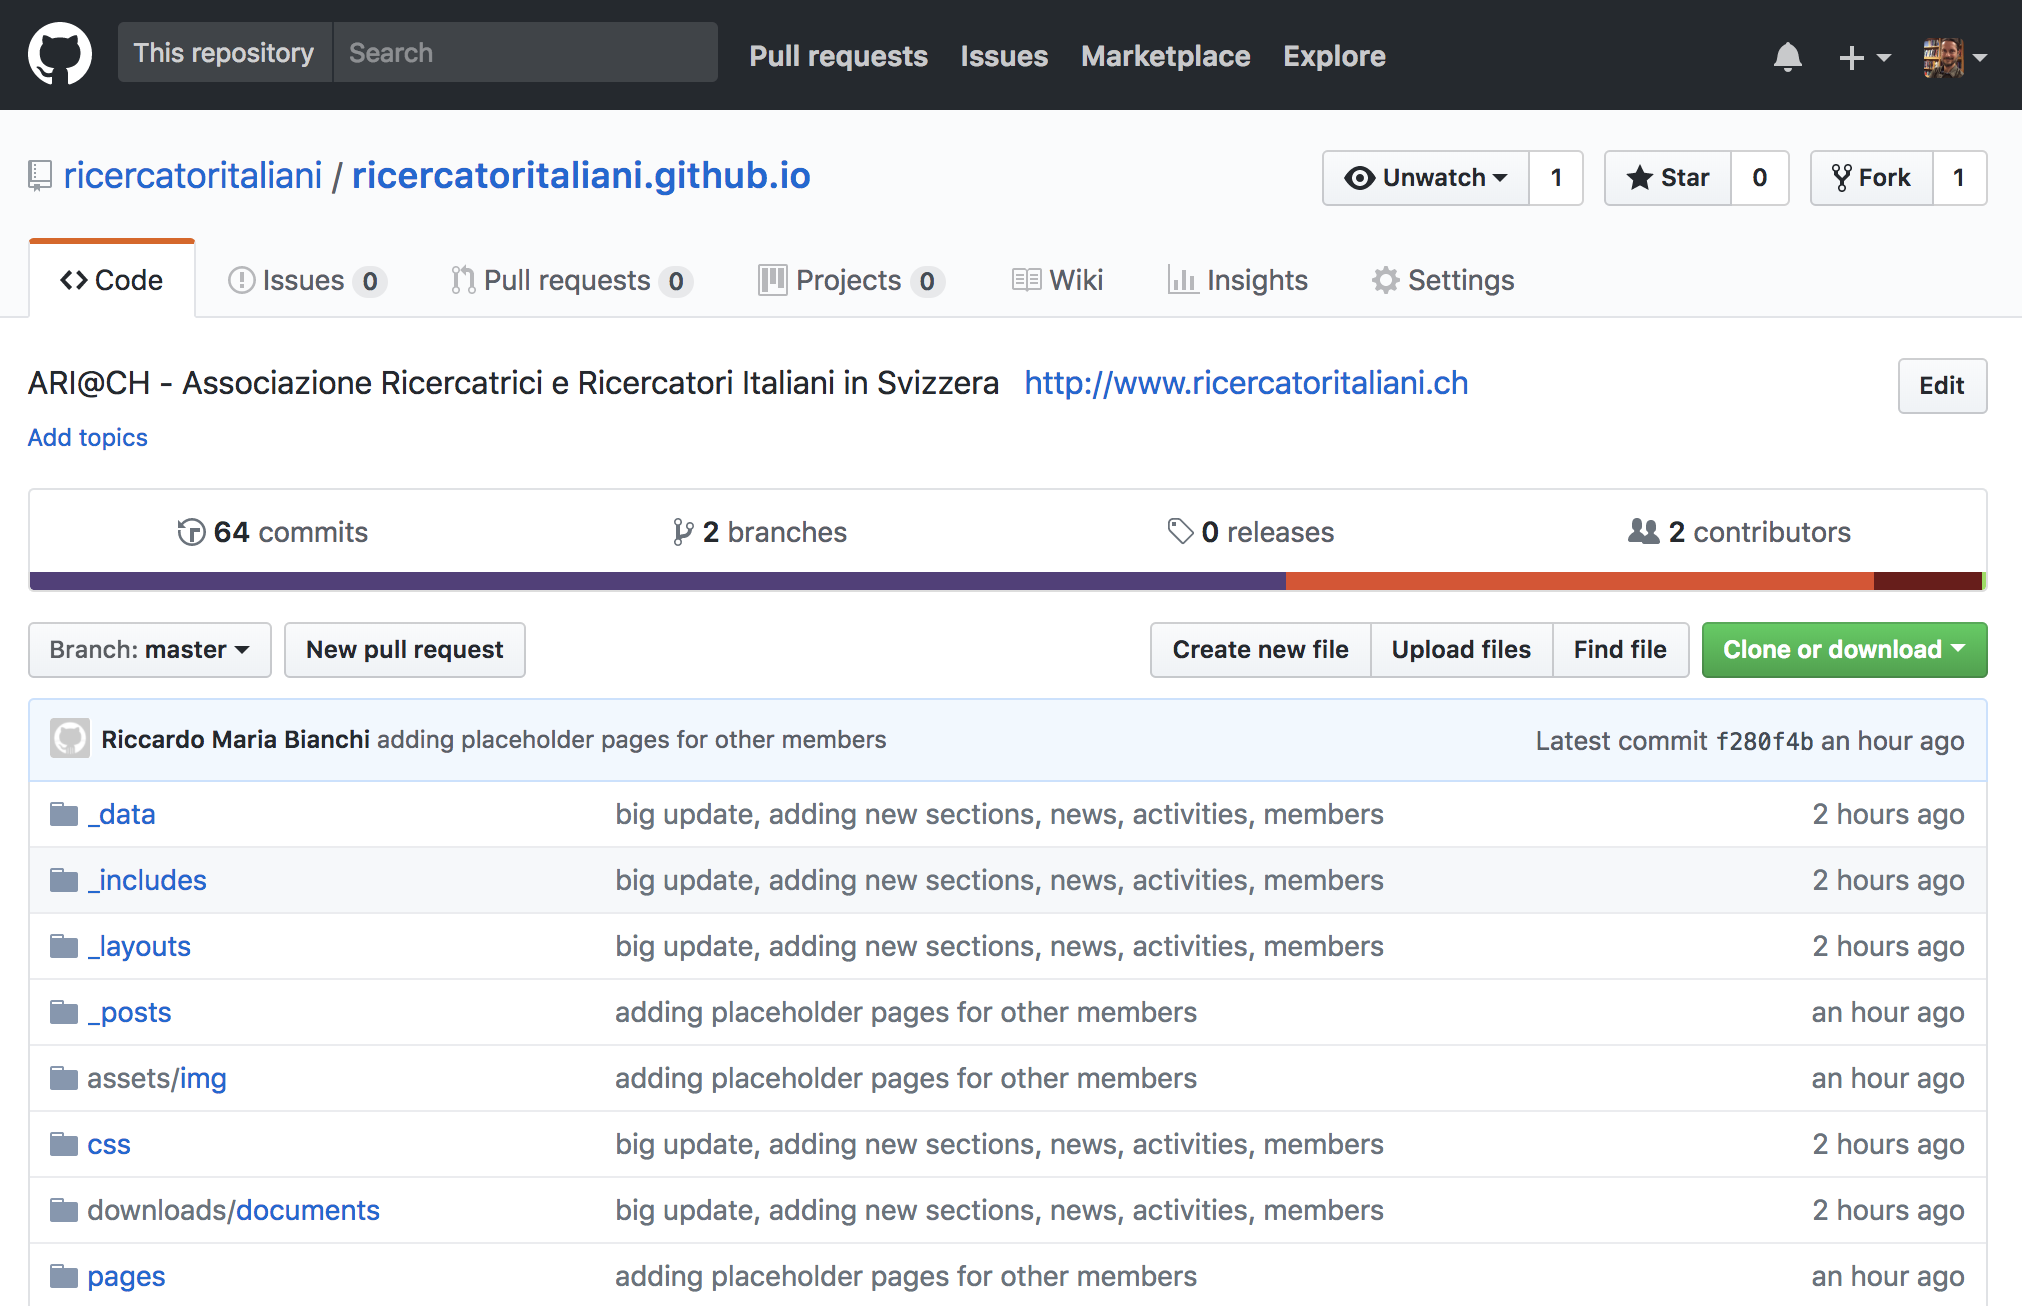 This repository Search Pull requests Issues Marketplace Explore
ricercatoritaliani / ricercatoritaliani.github.io Unwatch 1 Star 0 Fork 1
Code Issues 0 Pull requests 0 Projects 0 Wiki Insights Settings
ARI@CH - Associazione Ricercatrici e Ricercatori Italiani in Svizzera http://www.ricercatoritaliani.ch Edit
Add topics
64 commits 2 branches 0 releases 2 contributors
Branch: master New pull request Create new file Upload files Find file Clone or download
Riccardo Maria Bianchi adding placeholder pages for other members Latest commit f280f4b an hour ago
_data big update, adding new sections, news, activities, members 2 hours ago
_includes big update, adding new sections, news, activities, members 2 hours ago
_layouts big update, adding new sections, news, activities, members 2 hours ago
_posts adding placeholder pages for other members an hour ago
assets/img adding placeholder pages for other members an hour ago
css big update, adding new sections, news, activities, members 2 hours ago
downloads/documents big update, adding new sections, news, activities, members 2 hours ago
pages adding placeholder pages for other members an hour ago